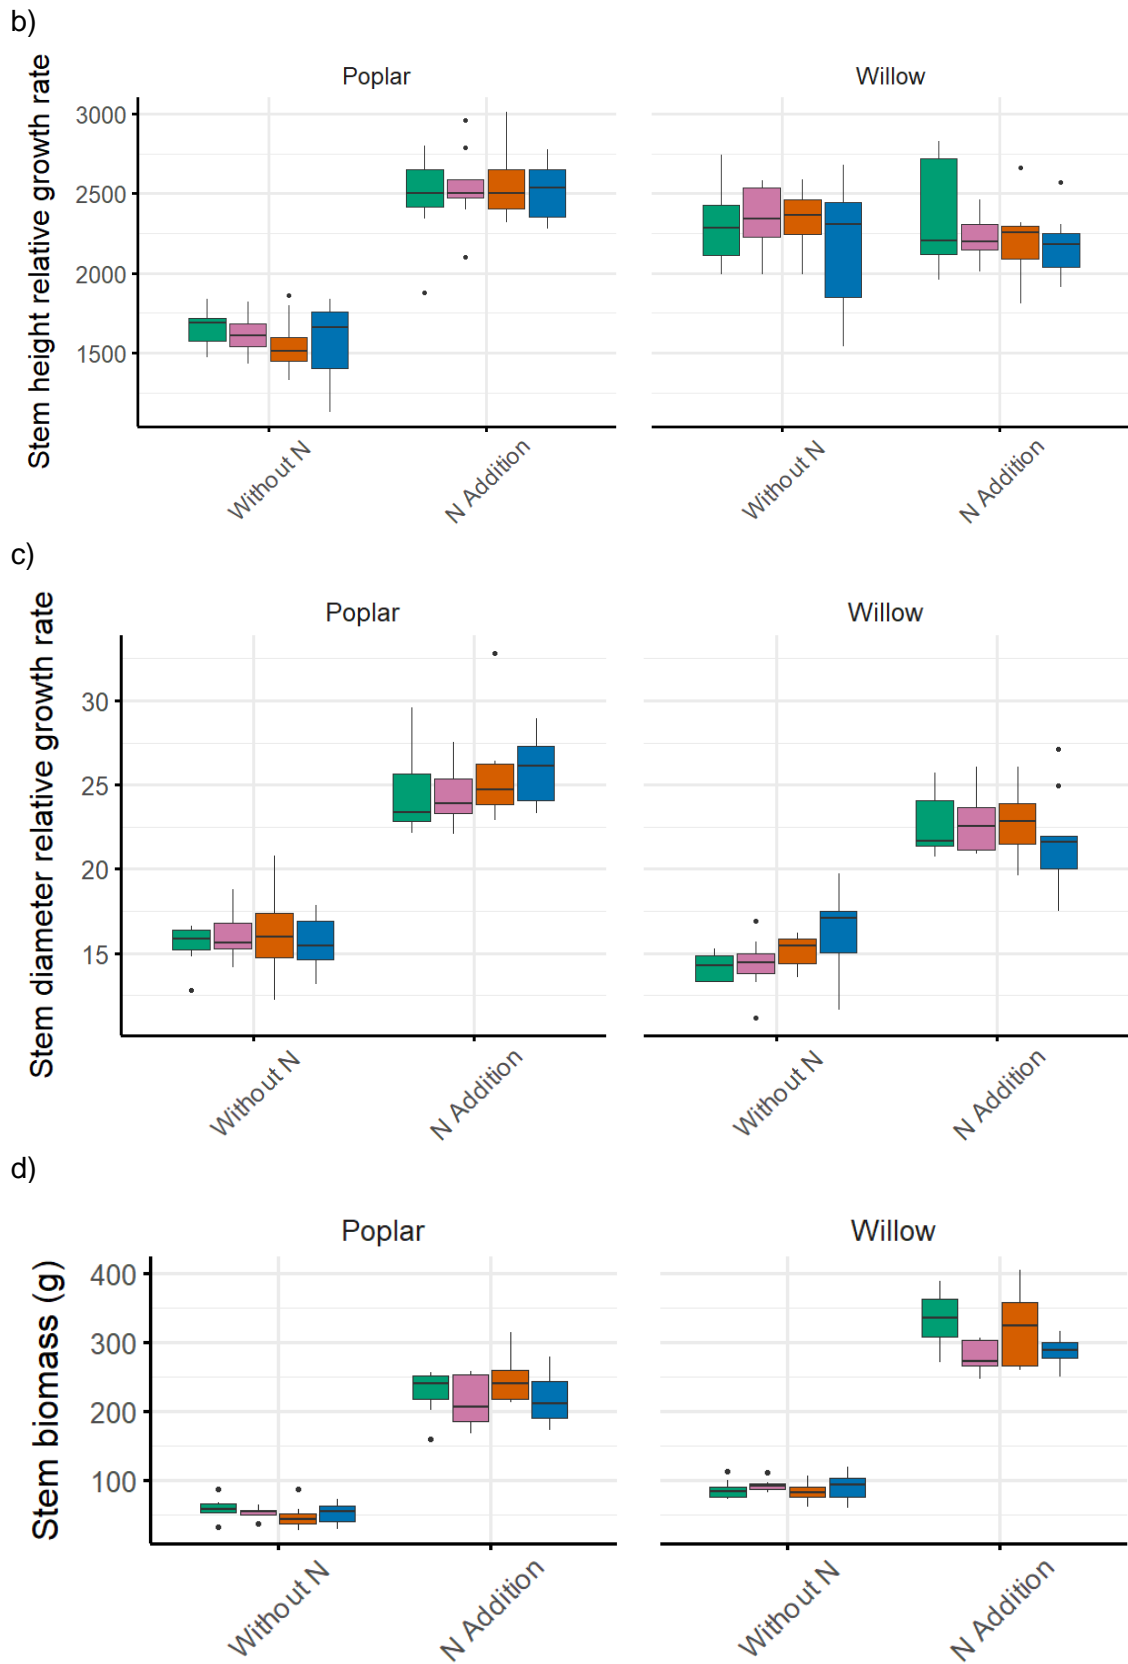 b)
Stem height relative growth rate
Poplar
Willow
3000
2500
2000
1500
Without N
N Addition
Without N
N Addition
c)
Stem diameter relative growth rate
Poplar
Willow
30
25
20
15
Without N
N Addition
Without N
N Addition
d)
Stem biomass (g)
Poplar
Willow
400
300
200
100
Without N
N Addition
Without N
N Addition